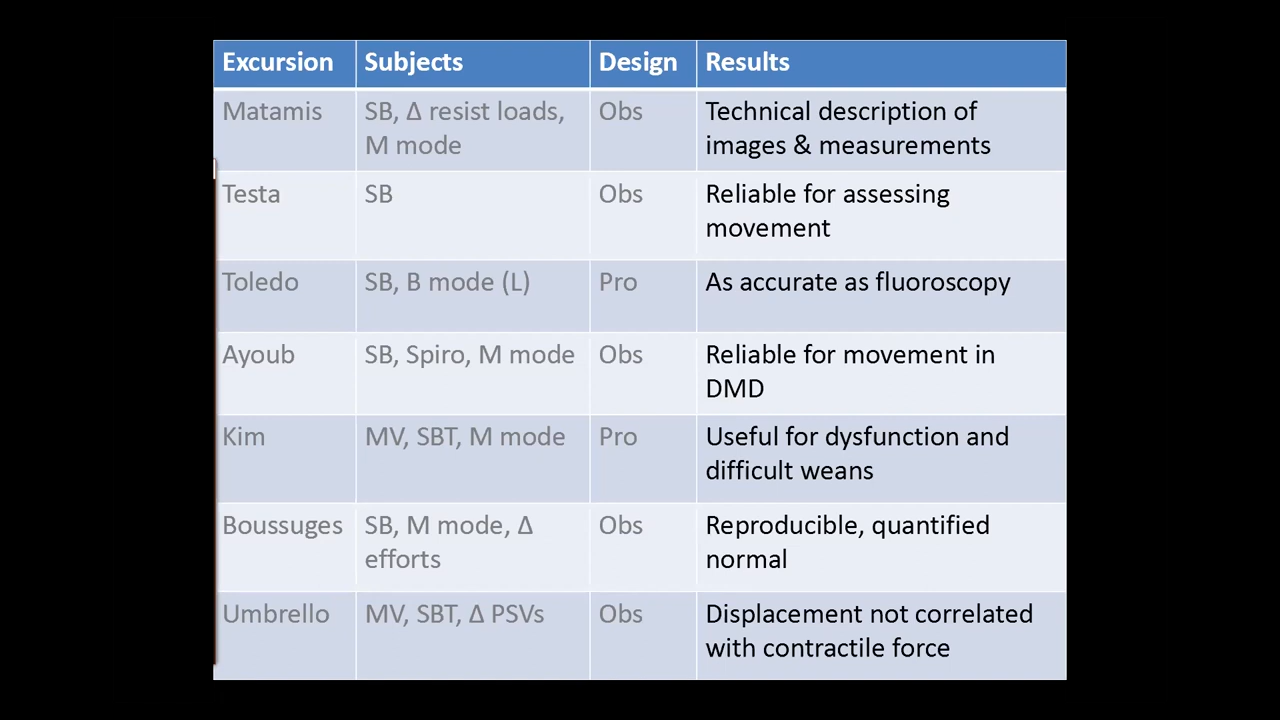 Excursion Subjects Design Results
Matamis SB, Δ resist loads, Obs Technical description of
M mode images & measurements
Testa SB Obs Reliable for assessing
movement
Toledo SB, B mode (L) Pro As accurate as fluoroscopy
Ayoub SB, Spiro, M mode Obs Reliable for movement in
DMD
Kim MV, SBT, M mode Pro Useful for dysfunction and
difficult weans
Boussuges SB, M mode, Δ Obs Reproducible, quantified
efforts normal
Umbrello MV, SBT, Δ PSVs Obs Displacement not correlated
with contractile force